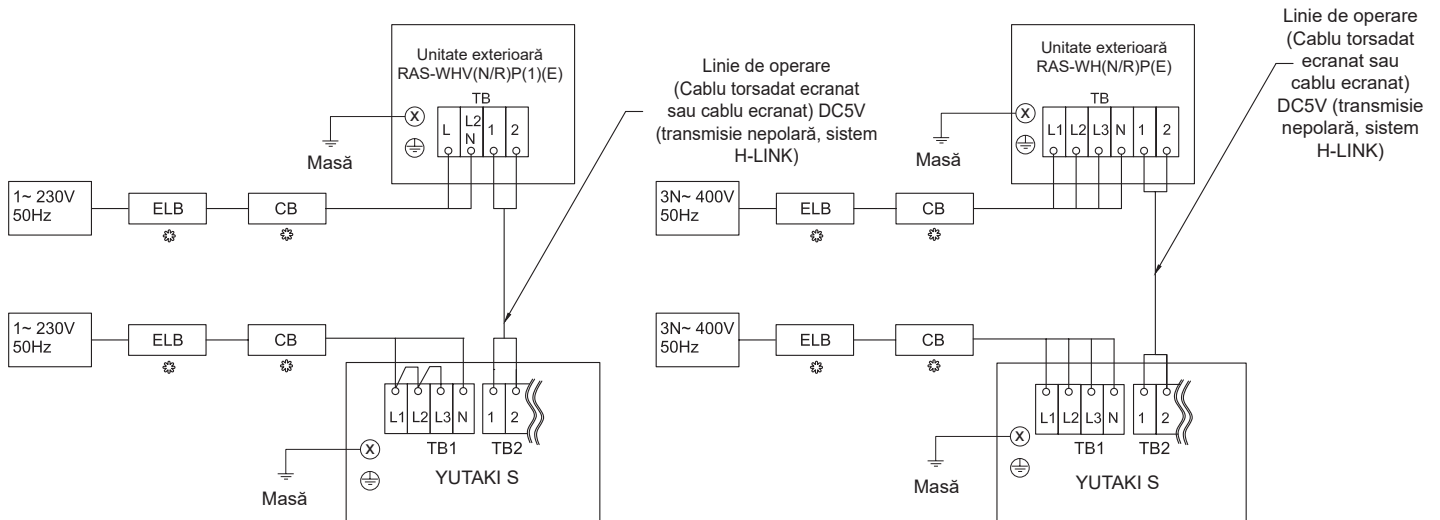 Unitate exterioară
RAS-WHV(N/R)P(1)(E)
TB
L
L2
N
1
2
X
Masă
Linie de operare
(Cablu torsadat ecranat
sau cablu ecranat) DC5V
(transmisie nepolară, sistem
H-LINK)
1~ 230V
50Hz
ELB
CB
1~ 230V
50Hz
ELB
CB
L1
L2
L3
N
1
2
TB1
TB2
X
Masă
YUTAKI S
Unitate exterioară
RAS-WH(N/R)P(E)
TB
L1
L2
L3
N
1
2
X
Masă
Linie de operare
(Cablu torsadat
ecranat sau
cablu ecranat)
DC5V (transmisie
nepolară, sistem
H-LINK)
3N~ 400V
50Hz
ELB
CB
3N~ 400V
50Hz
ELB
CB
L1
L2
L3
N
1
2
TB1
TB2
X
Masă
YUTAKI S